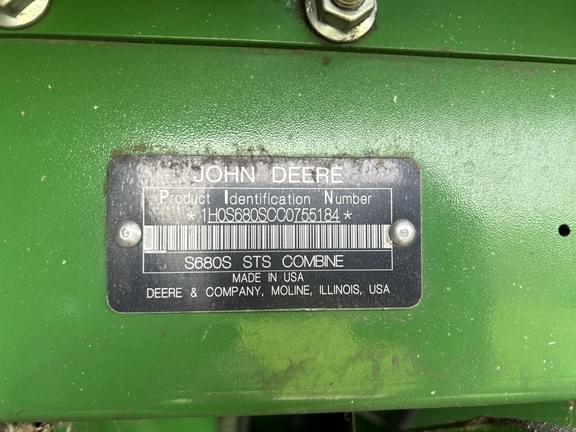 JOHN DEERE
Product Identification Number
*1H0S680SCC0755184*
S680S STS COMBINE
MADE IN USA
DEERE & COMPANY, MOLINE, ILLINOIS, USA